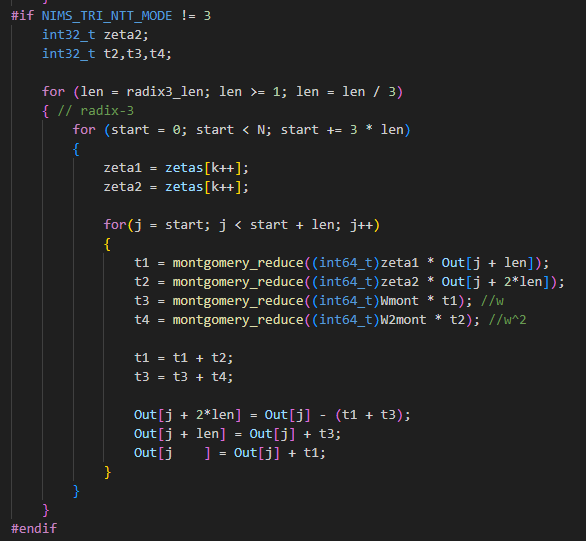 #if NIMS_TRI_NTT_MODE != 3
    int32_t zeta2;
    int32_t t2,t3,t4;

    for (len = radix3_len; len >= 1; len = len / 3)
    { // radix-3
        for (start = 0; start < N; start += 3 * len)
        {
            zeta1 = zetas[k++];
            zeta2 = zetas[k++];

            for(j = start; j < start + len; j++)
            {
                t1 = montgomery_reduce((int64_t)zeta1 * Out[j + len]);
                t2 = montgomery_reduce((int64_t)zeta2 * Out[j + 2*len]);
                t3 = montgomery_reduce((int64_t)Wmont * t1); //w
                t4 = montgomery_reduce((int64_t)W2mont * t2); //w^2

                t1 = t1 + t2;
                t3 = t3 + t4;

                Out[j + 2*len] = Out[j] - (t1 + t3);
                Out[j + len] = Out[j] + t3;
                Out[j    ] = Out[j] + t1;
            }
        }
    }
#endif